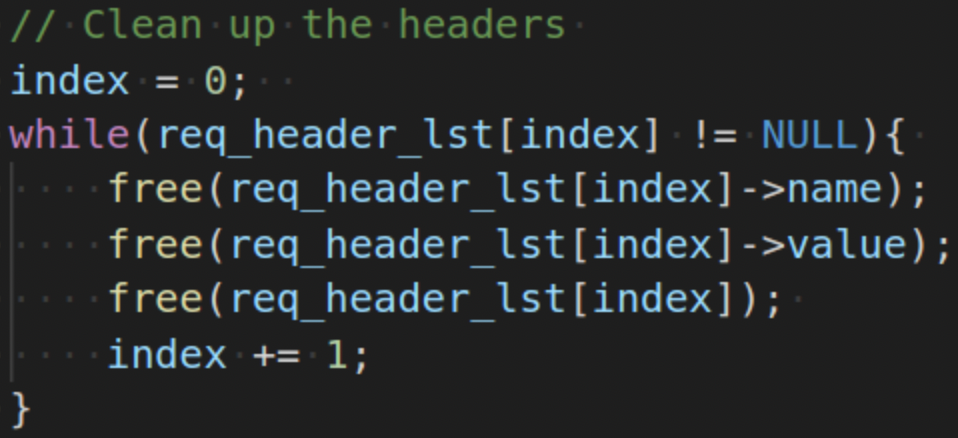 // Clean up the headers
index = 0;
while(req_header_lst[index] != NULL){
    free(req_header_lst[index]->name);
    free(req_header_lst[index]->value);
    free(req_header_lst[index]);
    index += 1;
}